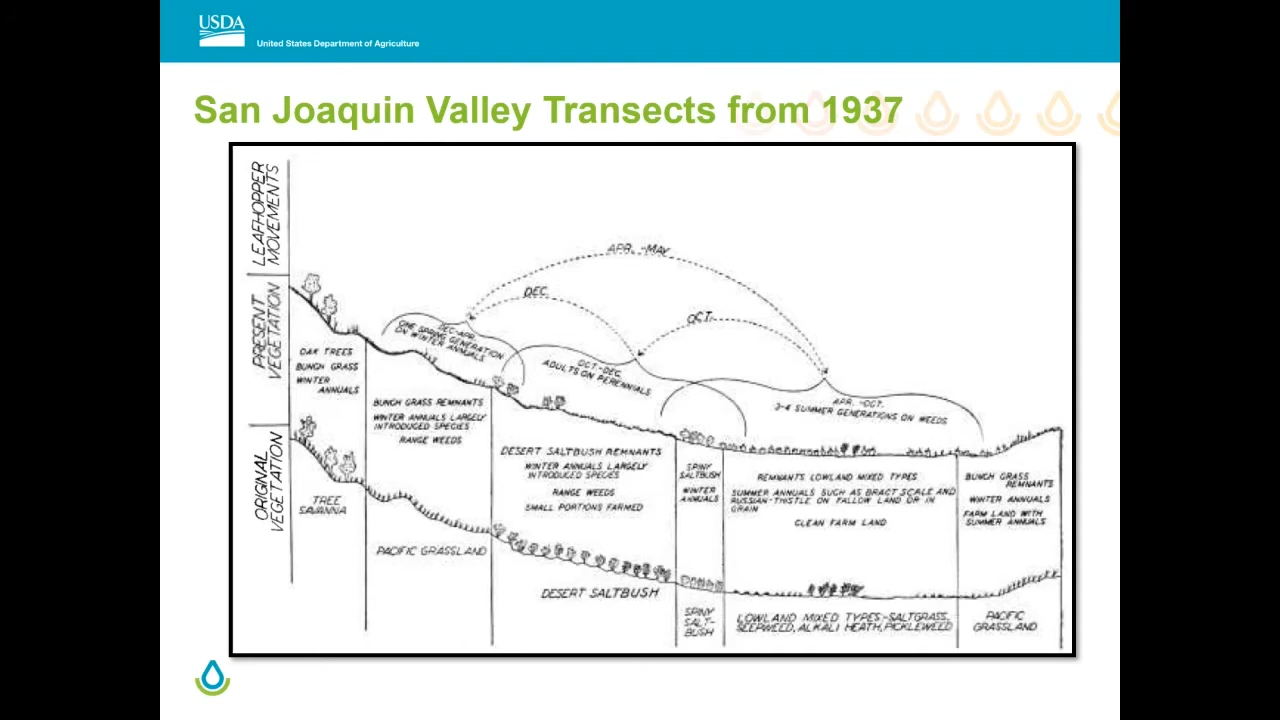 USDA
United States Department of Agriculture
San Joaquin Valley Transects from 1937
LEAFHOPPER
MOVEMENTS
PRESENT
VEGETATION
ORIGINAL
VEGETATION
APR. -MAY
DEC.
OCT.
DEC-APR.
ONE SPRING GENERATION
ON WINTER ANNUALS
OCT.-DEC.
ADULTS ON PERENNIALS
APR. -OCT.
3-4 SUMMER GENERATIONS ON WEEDS
OAK TREES
BUNCH GRASS
WINTER
ANNUALS
BUNCH GRASS REMNANTS
WINTER ANNUALS LARGELY
INTRODUCED SPECIES
RANGE WEEDS
DESERT SALTBUSH REMNANTS
WINTER ANNUALS LARGELY
INTRODUCED SPECIES
RANGE WEEDS
SMALL PORTIONS FARMED
SPINY
SALTBUSH
WINTER
ANNUALS
REMNANTS LOWLAND MIXED TYPES
SUMMER ANNUALS SUCH AS BRACT SCALE AND
RUSSIAN-THISTLE ON FALLOW LAND OR IN
GRAIN
CLEAN FARM LAND
BUNCH GRASS
REMNANTS
WINTER ANNUALS
FARM LAND WITH
SUMMER ANNUALS
TREE
SAVANNA
PACIFIC GRASSLAND
DESERT SALTBUSH
SPINY
SALT-
BUSH
LOWLAND MIXED TYPES-SALTGRASS,
SEEPWEED, ALKALI HEATH, PICKLEWEED
PACIFIC
GRASSLAND